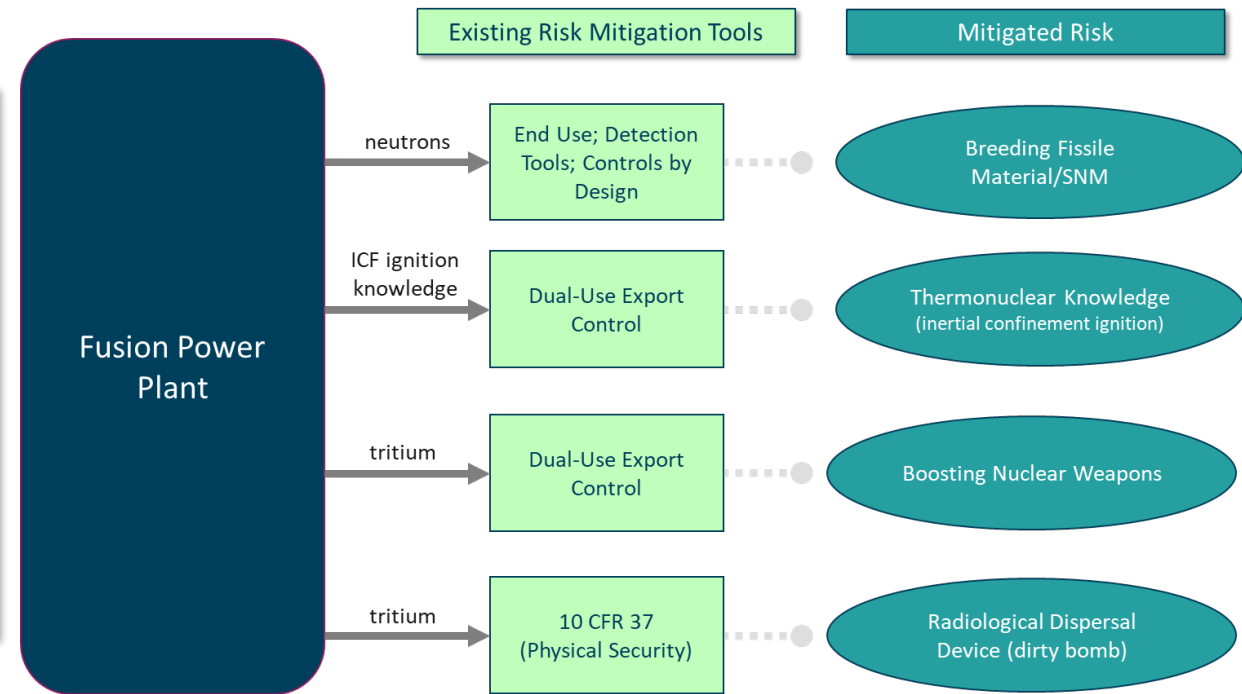 Existing Risk Mitigation Tools
Mitigated Risk
Fusion Power
Plant
neutrons
End Use; Detection
Tools; Controls by
Design
Breeding Fissile
Material/SNM
ICF ignition
knowledge
Dual-Use Export
Control
Thermonuclear Knowledge
(inertial confinement ignition)
tritium
Dual-Use Export
Control
Boosting Nuclear Weapons
tritium
10 CFR 37
(Physical Security)
Radiological Dispersal
Device (dirty bomb)